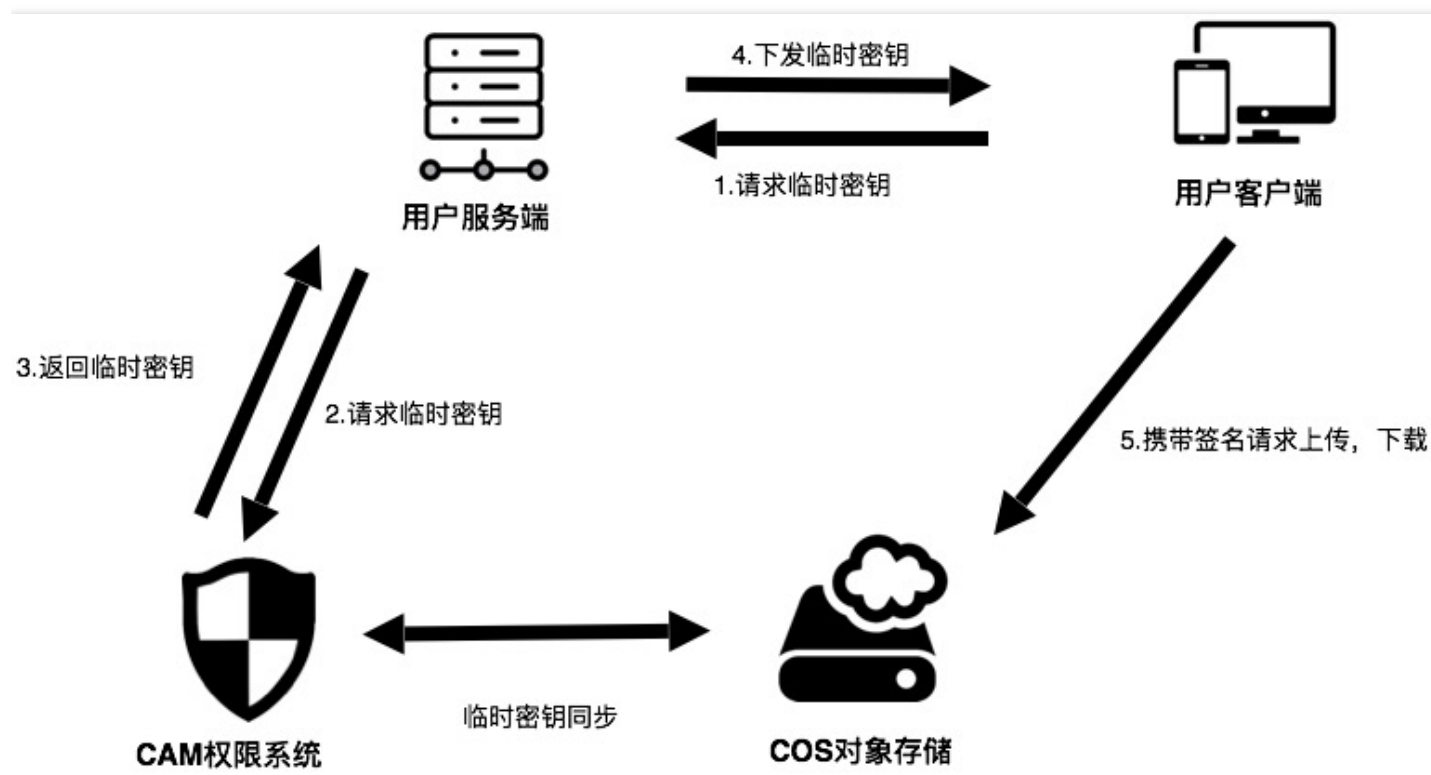 4.下发临时密钥
1.请求临时密钥
用户客户端
用户服务端
3.返回临时密钥
2.请求临时密钥
5.携带签名请求上传，下载
临时密钥同步
CAM权限系统
COS对象存储